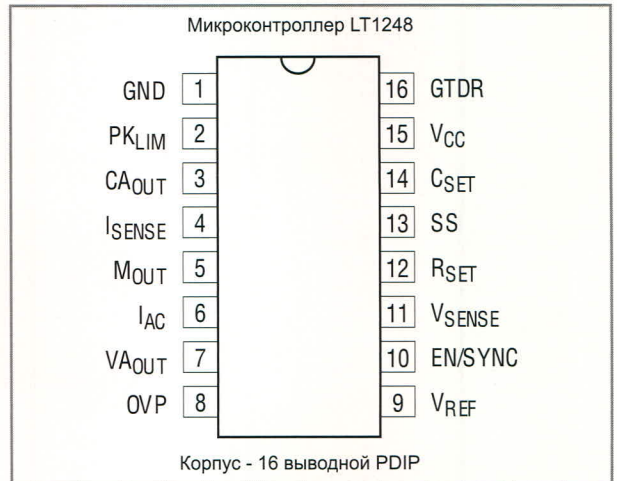 Микроконтроллер LT1248
GND 1 16 GTDR
PKLIM 2 15 VCC
CAOUT 3 14 CSET
ISENSE 4 13 SS
MOUT 5 12 RSET
IAC 6 11 VSENSE
VAOUT 7 10 EN/SYNC
OVP 8 9 VREF
Корпус - 16 выводной PDIP